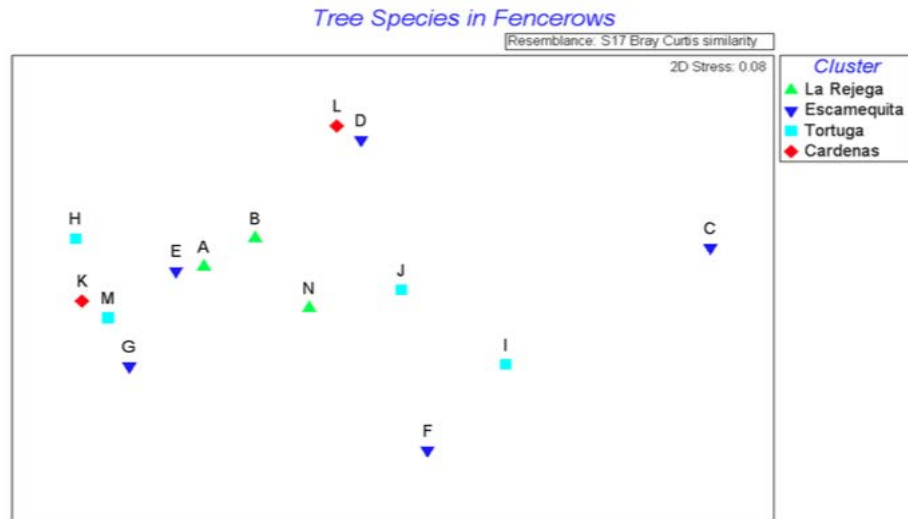 Tree Species in Fencerows
Resemblance: S17 Bray Curtis similarity
2D Stress: 0.08
Cluster
La Rejega
Escamequita
Tortuga
Cardenas
L
D
H
B
C
E
A
K
M
N
J
G
I
F